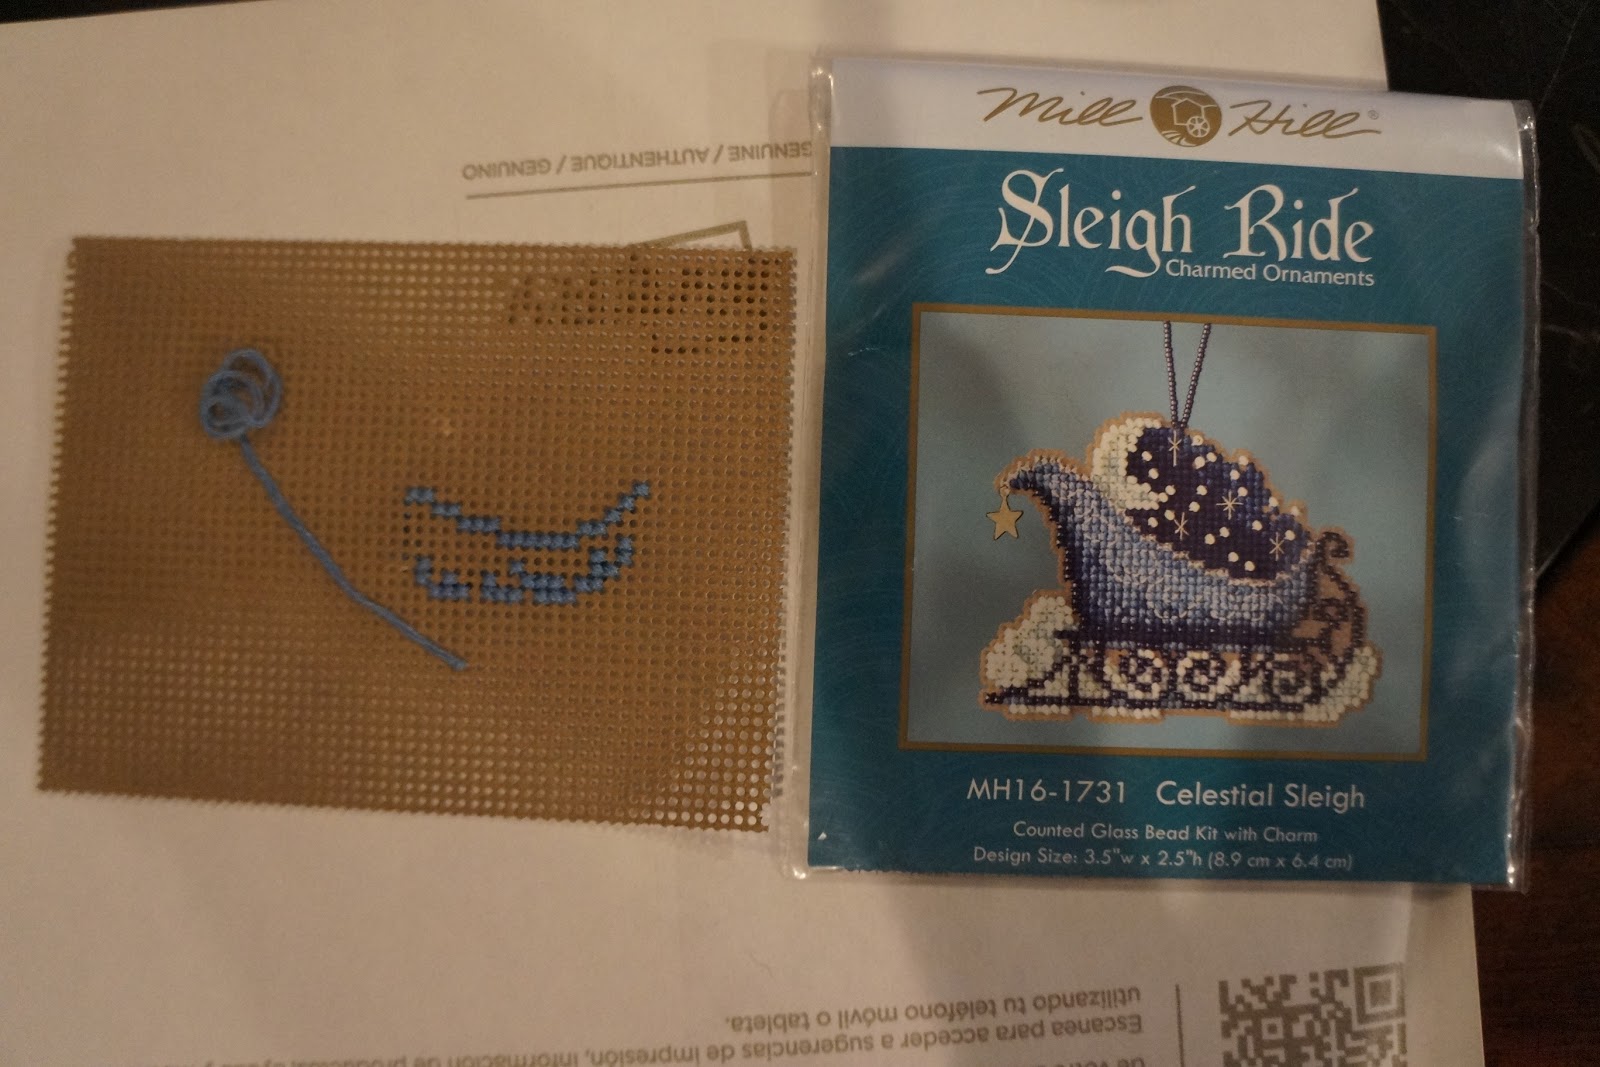 GENUINE / AUTHENTIQUE / GENUINO
Mill Hill®
Sleigh Ride
Charmed Ornaments
MH16-1731 Celestial Sleigh
Counted Glass Bead Kit with Charm
Design Size: 3.5"w x 2.5"h (8.9 cm x 6.4 cm)
Escanea para acceder a sugerencias de impresión, información de productos,
utilizando tu teléfono móvil o tableta.